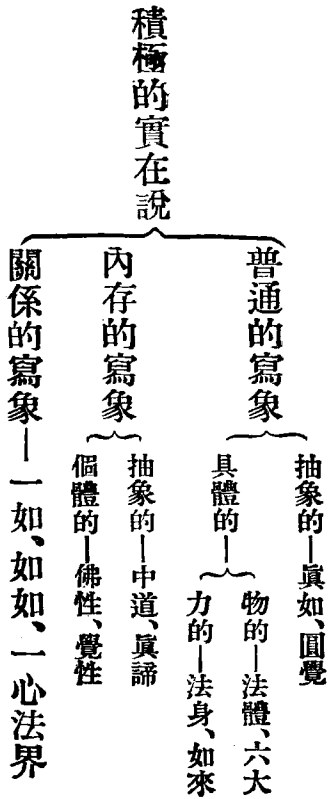 積極的實在說
普通的寫象
抽象的—眞如、圓覺
具體的—
物的—法體、六大
力的—法身、如來
內存的寫象
抽象的—中道、眞諦
個體的—佛性、覺性
關係的寫象—一如、如如、一心法界